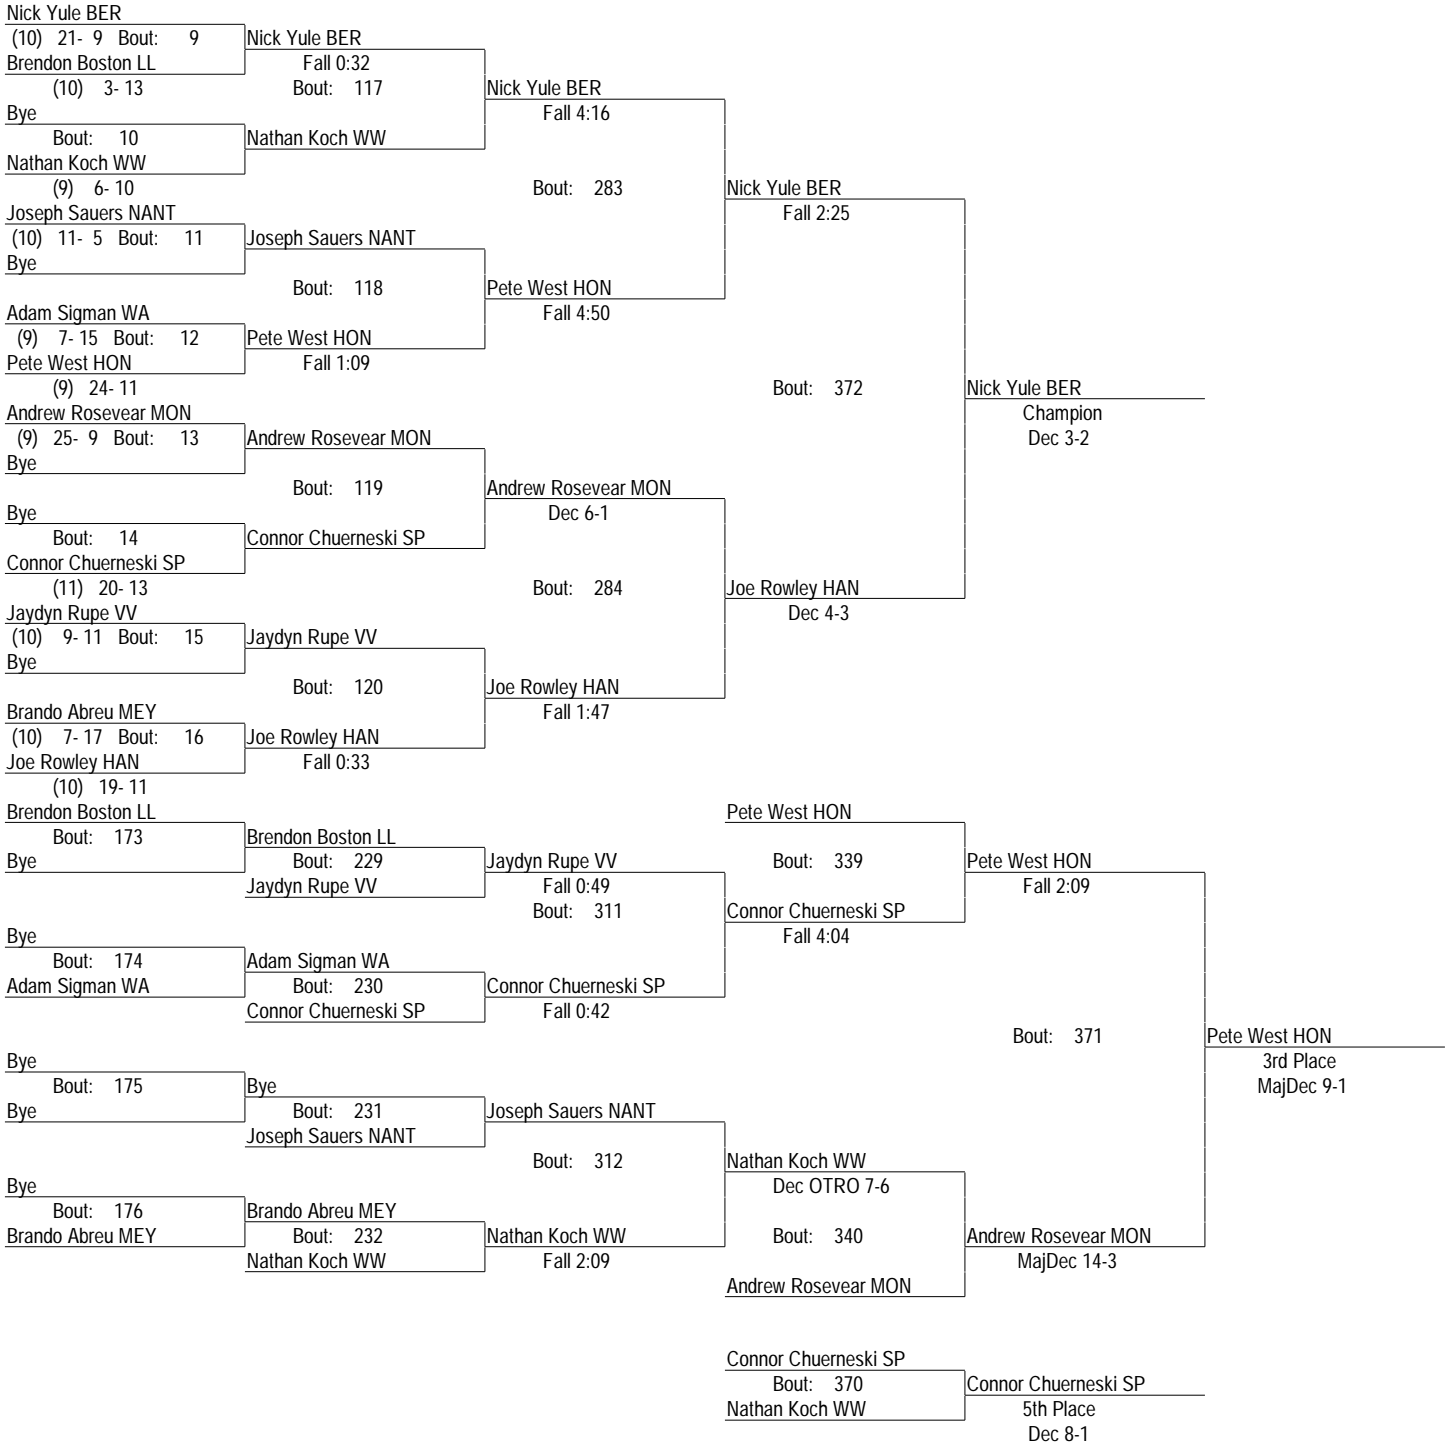 Nick Yule BER
(10) 21- 9 Bout: 9
Brendon Boston LL
(10) 3- 13
Bye
Bout: 10
Nathan Koch WW
(9) 6- 10
Joseph Sauers NANT
(10) 11- 5 Bout: 11
Bye
Adam Sigman WA
(9) 7- 15 Bout: 12
Pete West HON
(9) 24- 11
Andrew Rosevear MON
(9) 25- 9 Bout: 13
Bye
Bye
Bout: 14
Connor Chuerneski SP
(11) 20- 13
Jaydyn Rupe VV
(10) 9- 11 Bout: 15
Bye
Brando Abreu MEY
(10) 7- 17 Bout: 16
Joe Rowley HAN
(10) 19- 11
Nick Yule BER
Fall 0:32
Bout: 117
Nathan Koch WW
Joseph Sauers NANT
Bout: 118
Pete West HON
Fall 1:09
Andrew Rosevear MON
Bout: 119
Connor Chuerneski SP
Jaydyn Rupe VV
Bout: 120
Joe Rowley HAN
Fall 0:33
Nick Yule BER
Fall 4:16
Bout: 283
Pete West HON
Fall 4:50
Andrew Rosevear MON
Dec 6-1
Bout: 284
Joe Rowley HAN
Fall 1:47
Nick Yule BER
Fall 2:25
Bout: 372
Joe Rowley HAN
Dec 4-3
Nick Yule BER
Champion
Dec 3-2
Brendon Boston LL
Bout: 173
Bye
Bye
Bout: 174
Adam Sigman WA
Bye
Bout: 175
Bye
Bye
Bout: 176
Brando Abreu MEY
Brendon Boston LL
Bout: 229
Jaydyn Rupe VV
Adam Sigman WA
Bout: 230
Connor Chuerneski SP
Bye
Bout: 231
Joseph Sauers NANT
Brando Abreu MEY
Bout: 232
Nathan Koch WW
Jaydyn Rupe VV
Fall 0:49
Bout: 311
Connor Chuerneski SP
Fall 0:42
Joseph Sauers NANT
Bout: 312
Nathan Koch WW
Fall 2:09
Pete West HON
Bout: 339
Connor Chuerneski SP
Fall 4:04
Nathan Koch WW
Dec OTRO 7-6
Bout: 340
Andrew Rosevear MON
Pete West HON
Fall 2:09
Bout: 371
Andrew Rosevear MON
MajDec 14-3
Pete West HON
3rd Place
MajDec 9-1
Connor Chuerneski SP
Bout: 370
Nathan Koch WW
Connor Chuerneski SP
5th Place
Dec 8-1